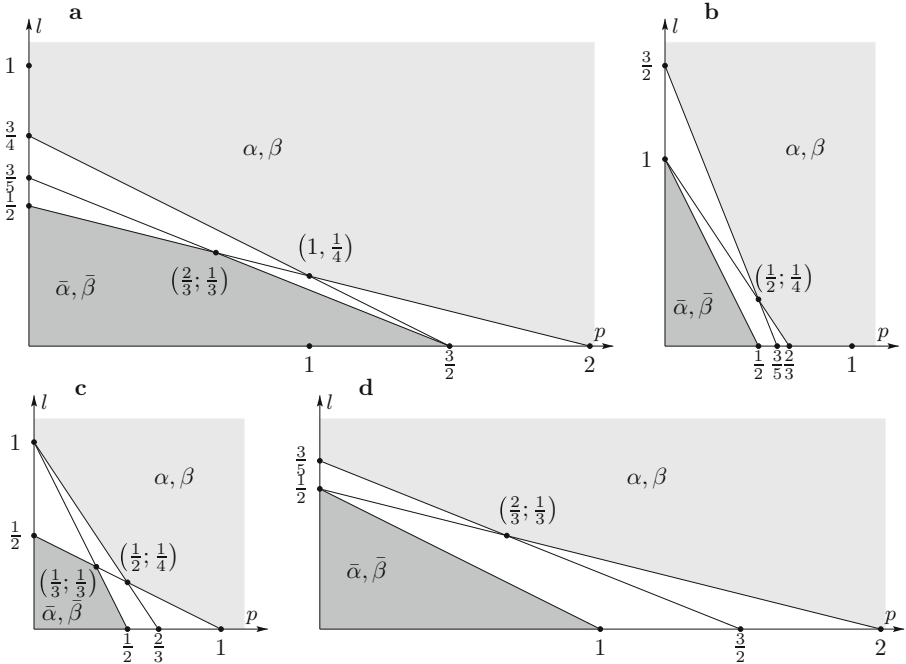 a
l
1
3/4
3/5
1/2
α, β
(1, 1/4)
(2/3; 1/3)
ᾱ, β̄
p
1
3/2
2
b
l
3/2
1
α, β
(1/2; 1/4)
ᾱ, β̄
p
1/2
3/5
2/3
1
c
l
1
1/2
α, β
(1/2; 1/4)
(1/3; 1/3)
ᾱ, β̄
p
1/2
2/3
1
d
l
3/5
1/2
α, β
(2/3; 1/3)
ᾱ, β̄
p
1
3/2
2